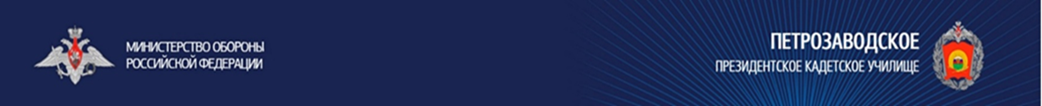 МИНИСТЕРСТВО ОБОРОНЫ
РОССИЙСКОЙ ФЕДЕРАЦИИ
ПЕТРОЗАВОДСКОЕ
ПРЕЗИДЕНТСКОЕ КАДЕТСКОЕ УЧИЛИЩЕ